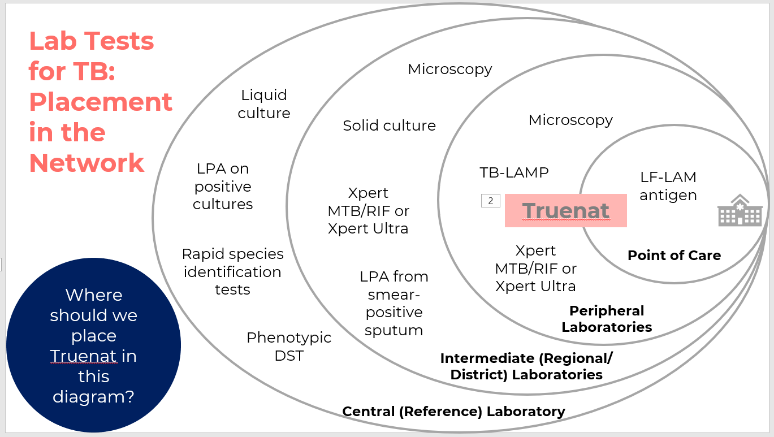 Lab Tests
for TB:
Placement
in the
Network
Where
should we
place
Truenat in
this
diagram?
Liquid
culture
LPA on
positive
cultures
Rapid species
identification
tests
Phenotypic
DST
Central (Reference) Laboratory
Microscopy
Solid culture
Xpert
MTB/RIF or
Xpert Ultra
LPA from
smear-
positive
sputum
Intermediate (Regional/
District) Laboratories
Microscopy
TB-LAMP
2
Truenat
Xpert
MTB/RIF or
Xpert Ultra
Peripheral
Laboratories
LF-LAM
antigen
Point of Care